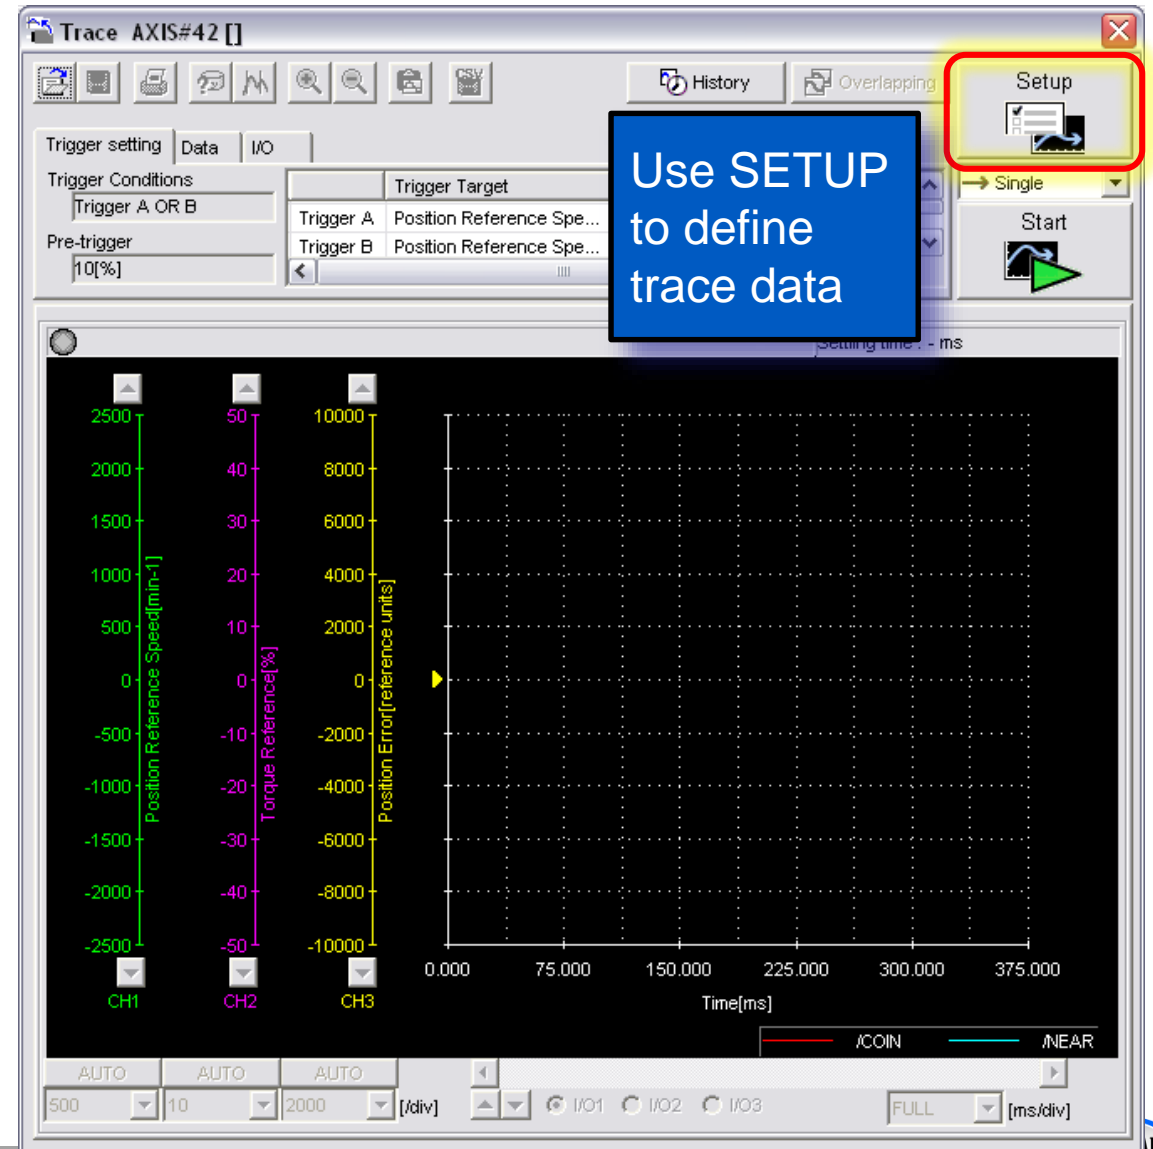 Trace AXIS#42 []
CSV
History
Overlapping
Setup
Trigger setting
Data
I/O
Trigger Conditions
Trigger A OR B
Pre-trigger
10[%]
Trigger Target
Trigger A Position Reference Spe...
Trigger B Position Reference Spe...
Use SETUP
to define
trace data
Single
Start
Settling time : - ms
2500 50 10000
2000 40 8000
1500 30 6000
1000 20 4000
500 10 2000
0 0 0
-500 -10 -2000
-1000 -20 -4000
-1500 -30 -6000
-2000 -40 -8000
-2500 -50 -10000
Position Reference Speed[min-1]
Torque Reference[%]
Position Error[reference units]
CH1 CH2 CH3
0.000 75.000 150.000 225.000 300.000 375.000
Time[ms]
/COIN /NEAR
AUTO AUTO AUTO
500 10 2000 [/div] I/O1 I/O2 I/O3 FULL [ms/div]